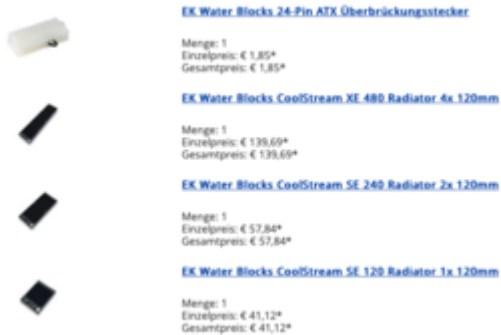 EK Water Blocks 24-Pin ATX Überbrückungsstecker
Menge: 1
Einzelpreis: € 1,85*
Gesamtpreis: € 1,85*
EK Water Blocks CoolStream XE 480 Radiator 4x 120mm
Menge: 1
Einzelpreis: € 139,69*
Gesamtpreis: € 139,69*
EK Water Blocks CoolStream SE 240 Radiator 2x 120mm
Menge: 1
Einzelpreis: € 57,84*
Gesamtpreis: € 57,84*
EK Water Blocks CoolStream SE 120 Radiator 1x 120mm
Menge: 1
Einzelpreis: € 41,12*
Gesamtpreis: € 41,12*